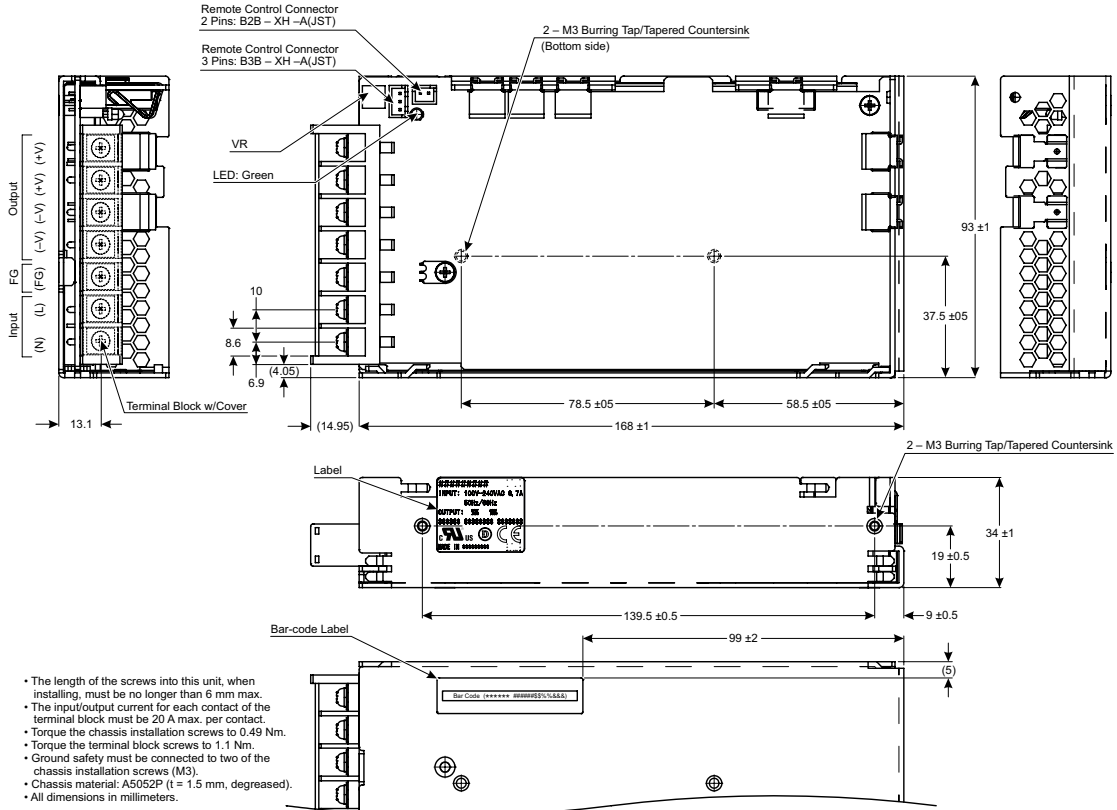 Remote Control Connector
2 Pins: B2B – XH –A(JST)
Remote Control Connector
3 Pins: B3B – XH –A(JST)
2 – M3 Burring Tap/Tapered Countersink
(Bottom side)
VR
LED: Green
Output
(–V) (–V) (+V) (+V)
FG
(FG)
Input
(N) (L)
10
8.6
6.9
(4.05)
93 ±1
37.5 ±05
Terminal Block w/Cover
13.1
(14.95)
78.5 ±05
58.5 ±05
168 ±1
2 – M3 Burring Tap/Tapered Countersink
Label
#########
INPUT: 100V-240VAC 0,7A
50Hz/60Hz
OUTPUT:
C US D CE
MADE IN
34 ±1
19 ±0.5
139.5 ±0.5
9 ±0.5
Bar-code Label
99 ±2
(5)
Bar Code (****** ######$$%%&&&)
• The length of the screws into this unit, when
installing, must be no longer than 6 mm max.
• The input/output current for each contact of the
terminal block must be 20 A max. per contact.
• Torque the chassis installation screws to 0.49 Nm.
• Torque the terminal block screws to 1.1 Nm.
• Ground safety must be connected to two of the
chassis installation screws (M3).
• Chassis material: A5052P (t = 1.5 mm, degreased).
• All dimensions in millimeters.